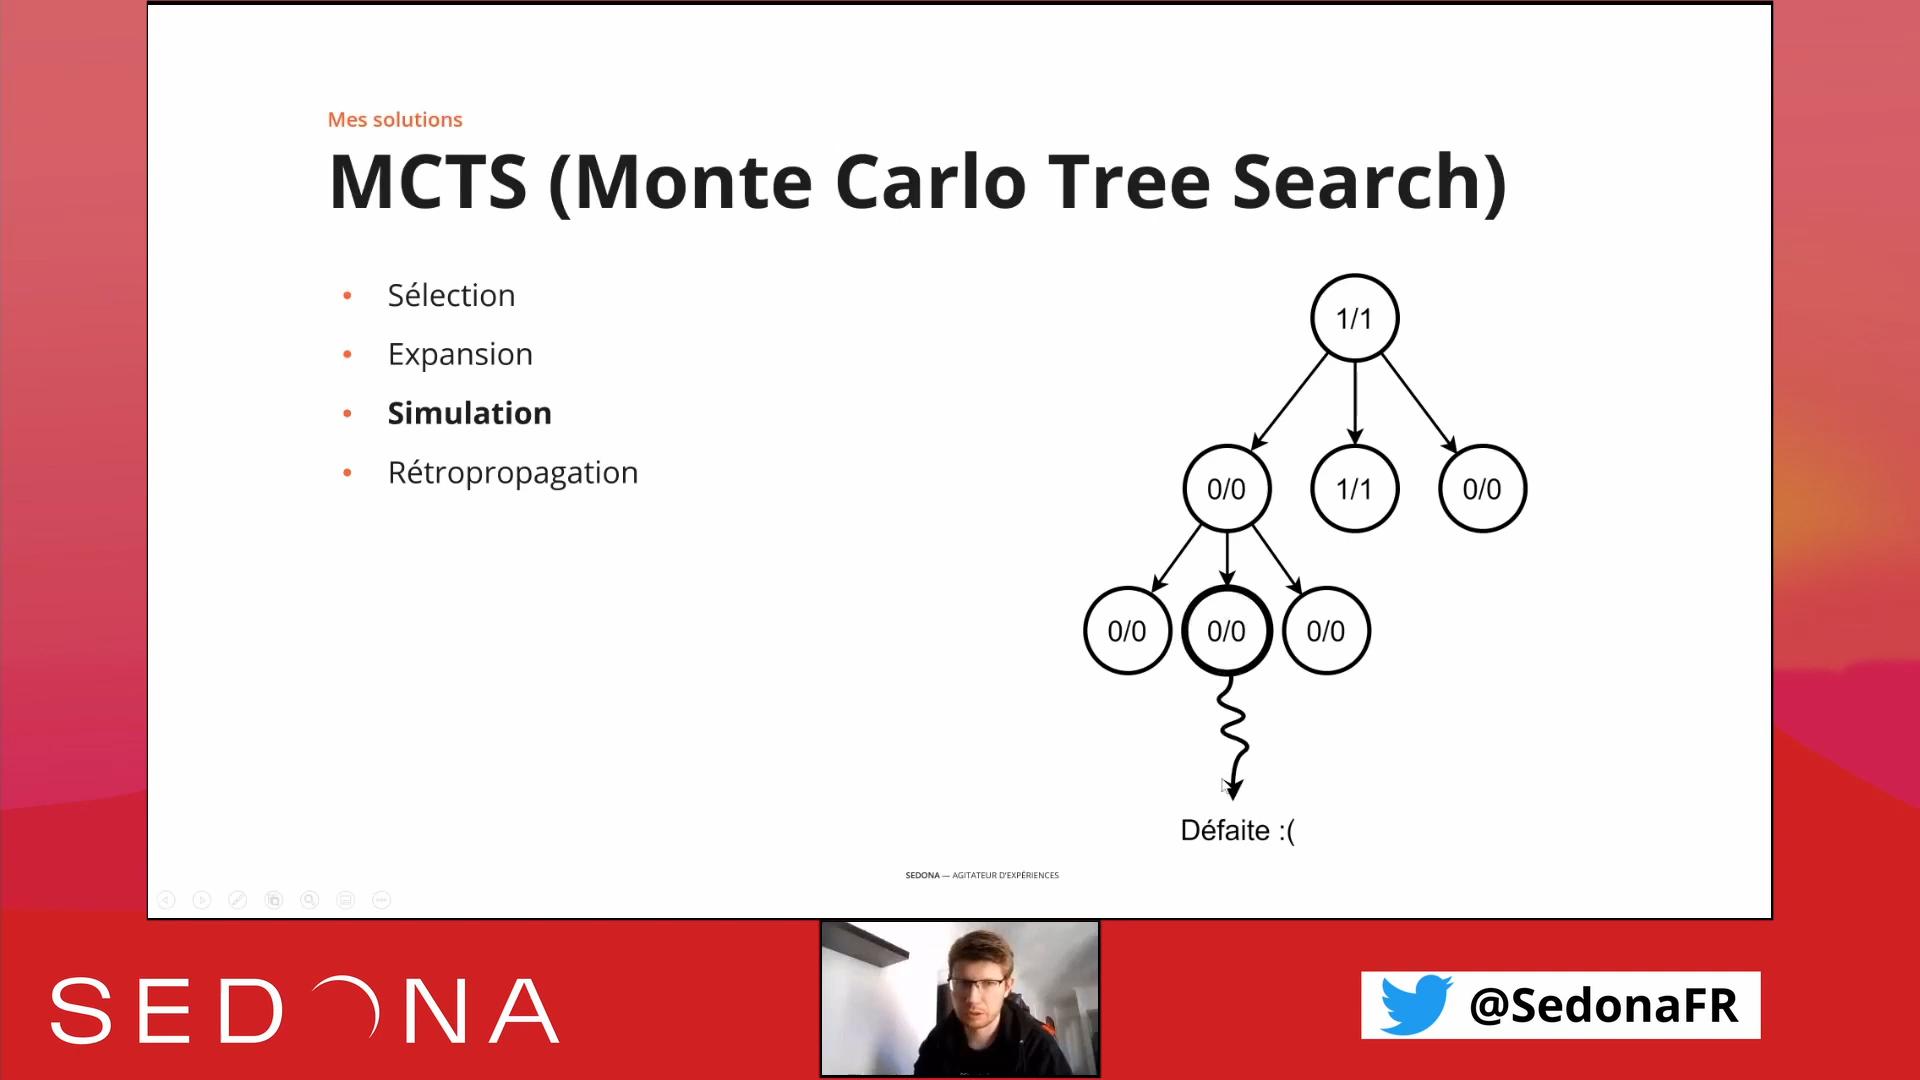 Mes solutions
MCTS (Monte Carlo Tree Search)
• Sélection
• Expansion
• Simulation
• Rétropropagation
1/1
0/0 1/1 0/0
0/0 0/0 0/0
Défaite :(
SEDONA — AGITATEUR D'EXPÉRIENCES
SEDONA
@SedonaFR